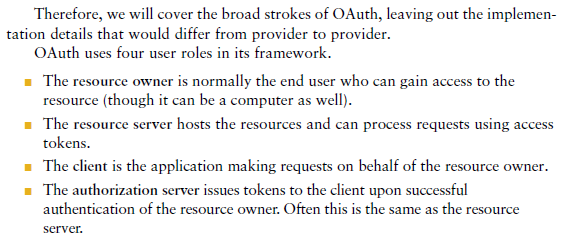 Therefore, we will cover the broad strokes of OAuth, leaving out the implemen-
tation details that would differ from provider to provider.
OAuth uses four user roles in its framework.
■ The resource owner is normally the end user who can gain access to the
resource (though it can be a computer as well).
■ The resource server hosts the resources and can process requests using access
tokens.
■ The client is the application making requests on behalf of the resource owner.
■ The authorization server issues tokens to the client upon successful
authentication of the resource owner. Often this is the same as the resource
server.